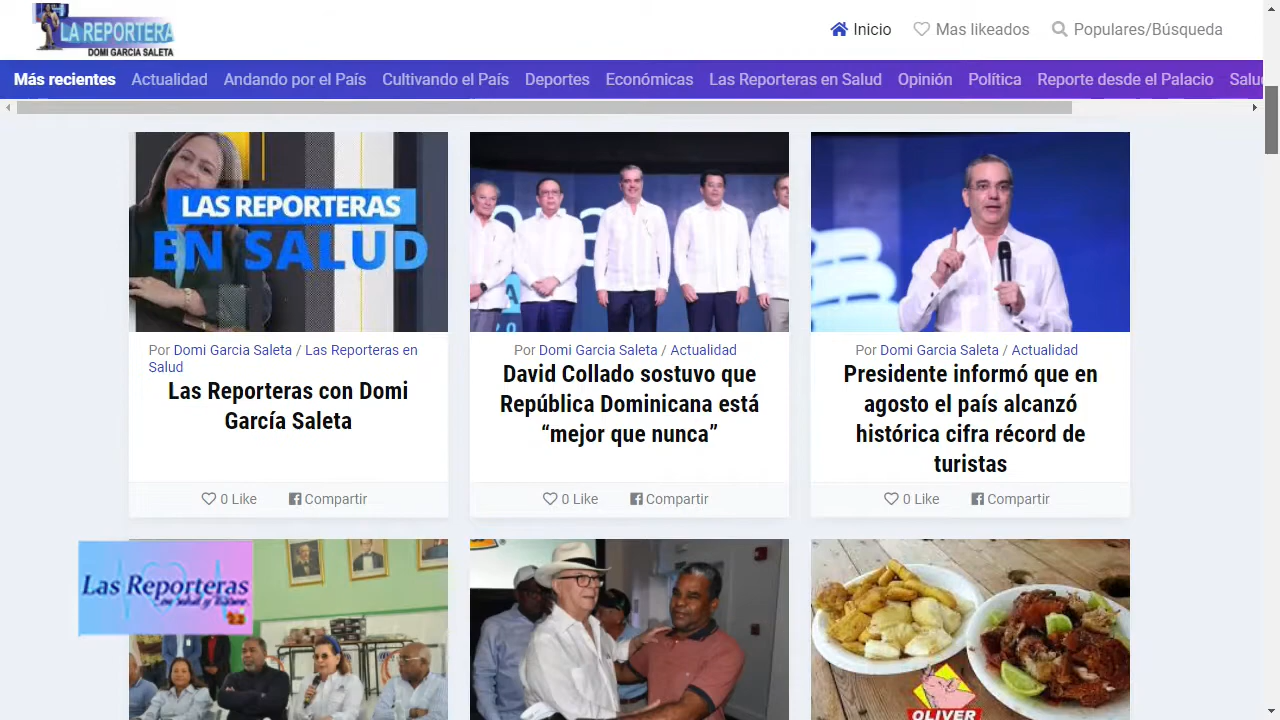 LA REPORTERA
DOMI GARCIA SALETA
Inicio
Mas likeados
Populares/Búsqueda
Más recientes
Actualidad
Andando por el País
Cultivando el País
Deportes
Económicas
Las Reporteras en Salud
Opinión
Política
Reporte desde el Palacio
Salu
LAS REPORTERAS
EN SALUD
Por Domi Garcia Saleta / Las Reporteras en
Salud
Las Reporteras con Domi
García Saleta
0 Like
Compartir
Por Domi Garcia Saleta / Actualidad
David Collado sostuvo que
República Dominicana está
“mejor que nunca”
0 Like
Compartir
Por Domi Garcia Saleta / Actualidad
Presidente informó que en
agosto el país alcanzó
histórica cifra récord de
turistas
0 Like
Compartir
Las Reporteras
OLIVER